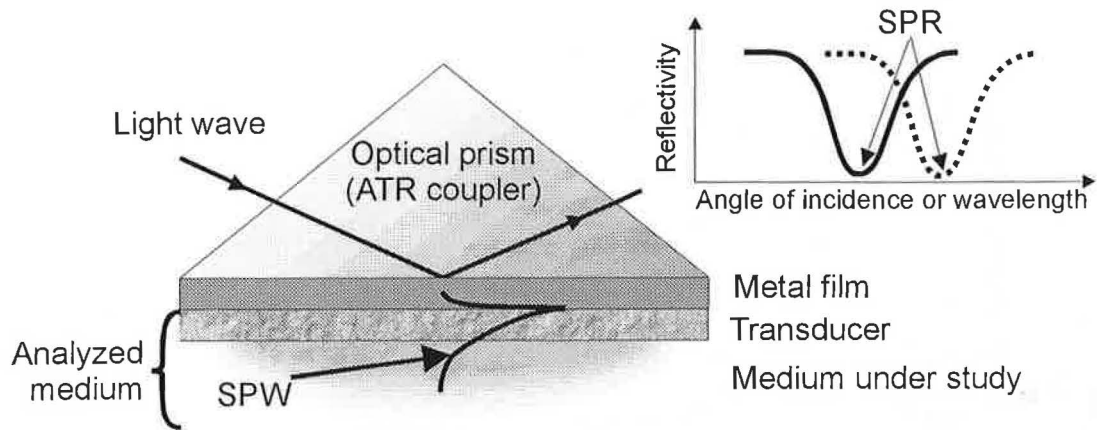 SPR
Reflectivity
Angle of incidence or wavelength
Light wave
Optical prism
(ATR coupler)
Metal film
Transducer
Medium under study
Analyzed
medium
SPW